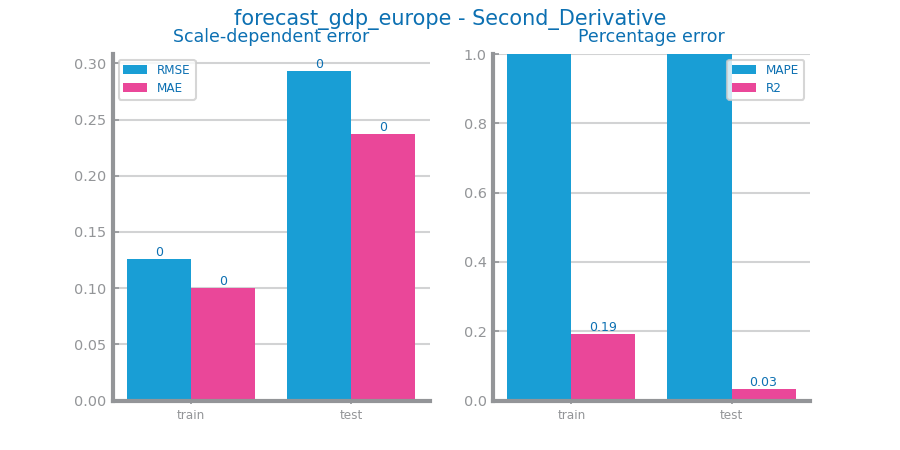 forecast_gdp_europe - Second_Derivative
Scale-dependent error
RMSE
MAE
0.30
0.25
0.20
0.15
0.10
0.05
0.00
0
0
0
0
train
test
Percentage error
MAPE
R2
1.0
0.8
0.6
0.4
0.2
0.0
0.19
0.03
train
test